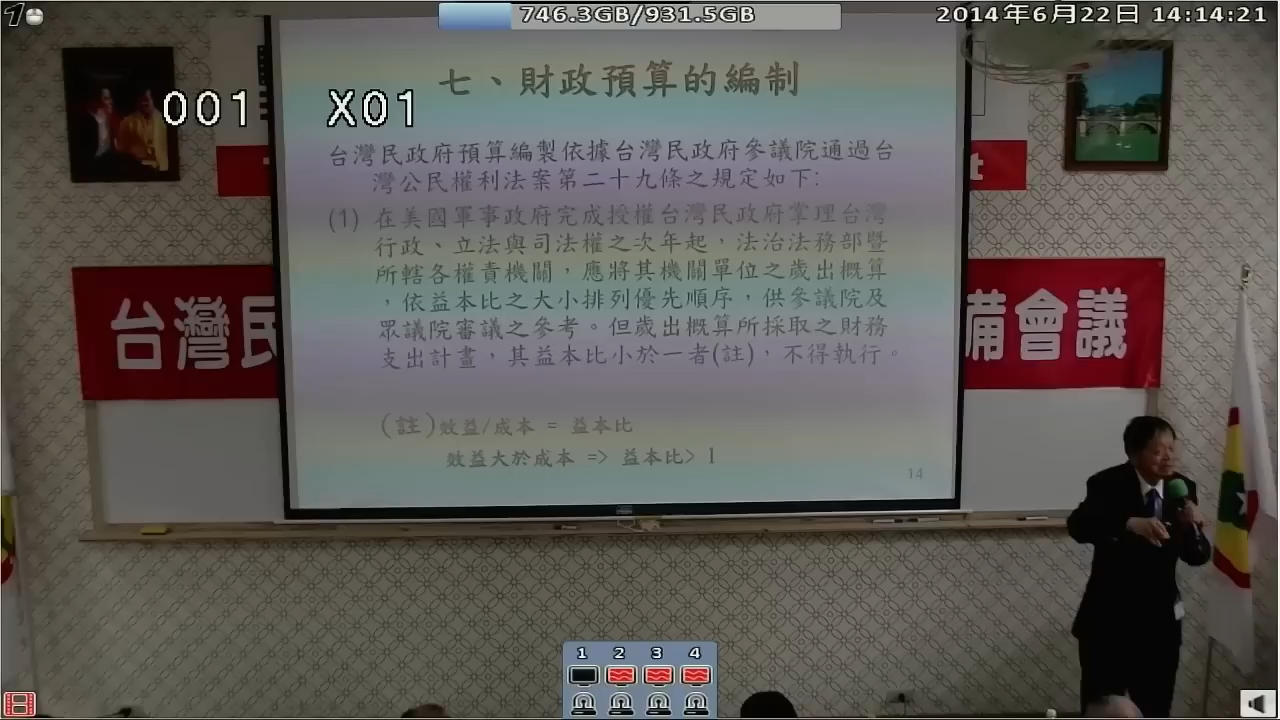 746.3GB/931.5GB
2014年6月22日 14:14:21
001 X01
七、財政預算的編制
台灣民政府預算編製依據台灣民政府參議院通過台
灣公民權利法案第二十九條之規定如下:
(1) 在美國軍事政府完成授權台灣民政府掌理台灣
行政、立法與司法權之次年起，法治法務部暨
所轄各權責機關，應將其機關單位之歲出概算
，依益本比之大小排列優先順序，供參議院及
眾議院審議之參考。但歲出概算所採取之財務
支出計畫，其益本比小於一者(註)，不得執行。
(註)效益/成本 = 益本比
效益大於成本 => 益本比> 1
14
t
台灣民
備會議
1 2 3 4